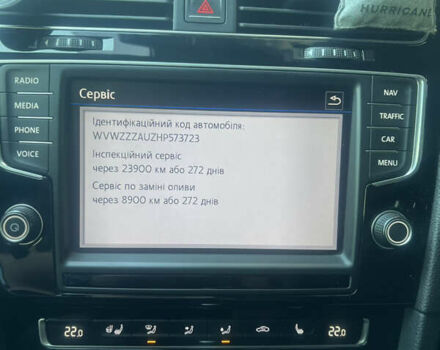 HURRICANE
RADIO
MEDIA
PHONE
VOICE
Сервіс
Ідентифікаційний код автомобіля:
WVWZZZAUZHP573723
Інспекційний сервіс
через 23900 км або 272 днів
Сервіс по заміні оливи
через 8900 км або 272 днів
NAV
TRAFFIC
CAR
MENU
22.0
22.0